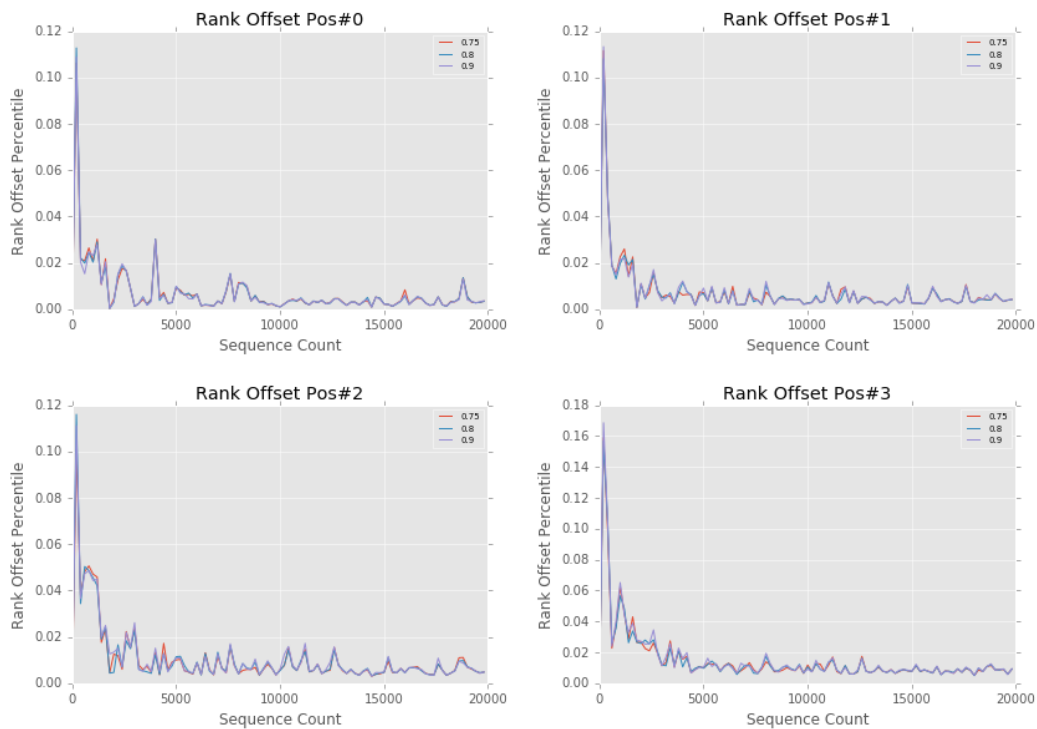 Rank Offset Pos#0
0.12
0.10
0.08
0.06
0.04
0.02
0.00
Rank Offset Percentile
0.75
0.8
0.9
0 5000 10000 15000 20000
Sequence Count
Rank Offset Pos#1
0.12
0.10
0.08
0.06
0.04
0.02
0.00
Rank Offset Percentile
0.75
0.8
0.9
0 5000 10000 15000 20000
Sequence Count
Rank Offset Pos#2
0.12
0.10
0.08
0.06
0.04
0.02
0.00
Rank Offset Percentile
0.75
0.8
0.9
0 5000 10000 15000 20000
Sequence Count
Rank Offset Pos#3
0.18
0.16
0.14
0.12
0.10
0.08
0.06
0.04
0.02
0.00
Rank Offset Percentile
0.75
0.8
0.9
0 5000 10000 15000 20000
Sequence Count